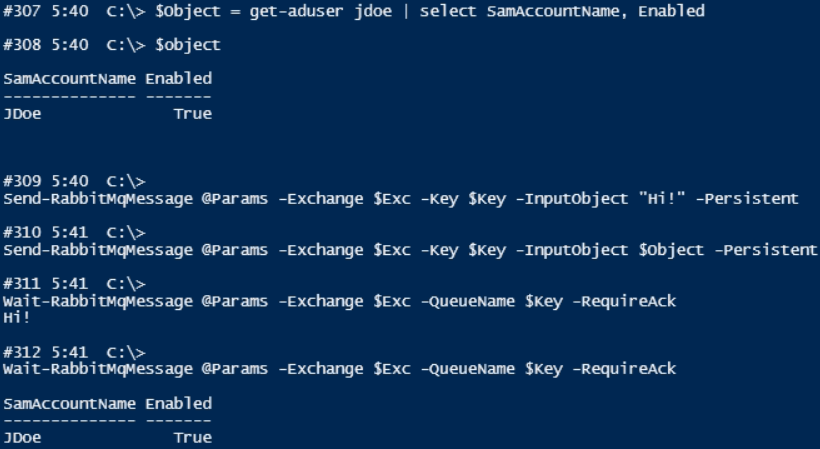 #307 5:40  C:\> $Object = get-aduser jdoe | select SamAccountName, Enabled
#308 5:40  C:\> $object
SamAccountName Enabled
-------------- -------
JDoe              True
#309 5:40  C:\>
Send-RabbitMqMessage @Params -Exchange $Exc -Key $Key -InputObject "Hi!" -Persistent
#310 5:41  C:\>
Send-RabbitMqMessage @Params -Exchange $Exc -Key $Key -InputObject $Object -Persistent
#311 5:41  C:\>
Wait-RabbitMqMessage @Params -Exchange $Exc -QueueName $Key -RequireAck
Hi!
#312 5:41  C:\>
Wait-RabbitMqMessage @Params -Exchange $Exc -QueueName $Key -RequireAck
SamAccountName Enabled
-------------- -------
JDoe              True